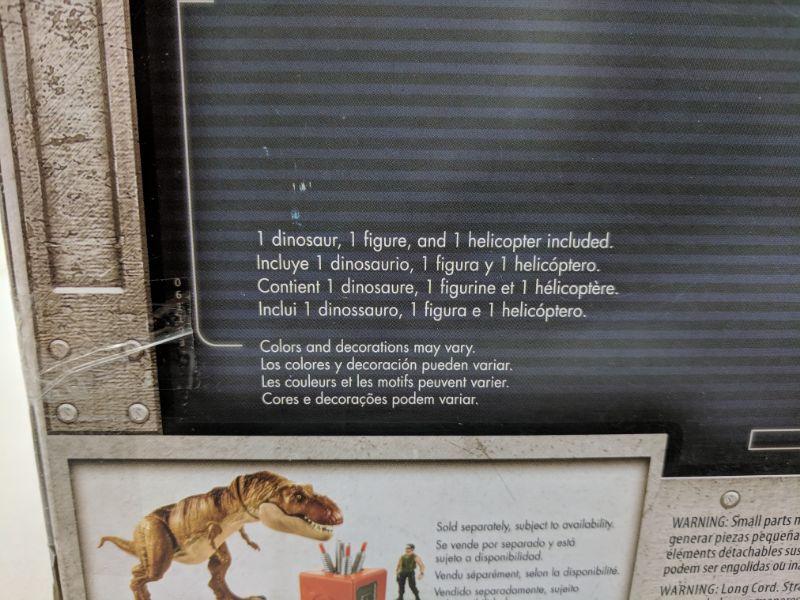 1 dinosaur, 1 figure, and 1 helicopter included.
Incluye 1 dinosaurio, 1 figura y 1 helicóptero.
Contient 1 dinosaure, 1 figurine et 1 hélicoptère.
Inclui 1 dinossauro, 1 figura e 1 helicóptero.
Colors and decorations may vary.
Los colores y decoración pueden variar.
Les couleurs et les motifs peuvent varier.
Cores e decorações podem variar.
Sold separately, subject to availability.
Se vende por separado y está
sujeto a disponibilidad.
Vendu séparément, selon la disponibilité.
Vendido separadamente, sujeito
WARNING: Small parts
generar piezas pequeña
éléments détachables sus
podem ser engolidas ou
WARNING: Long Cord.